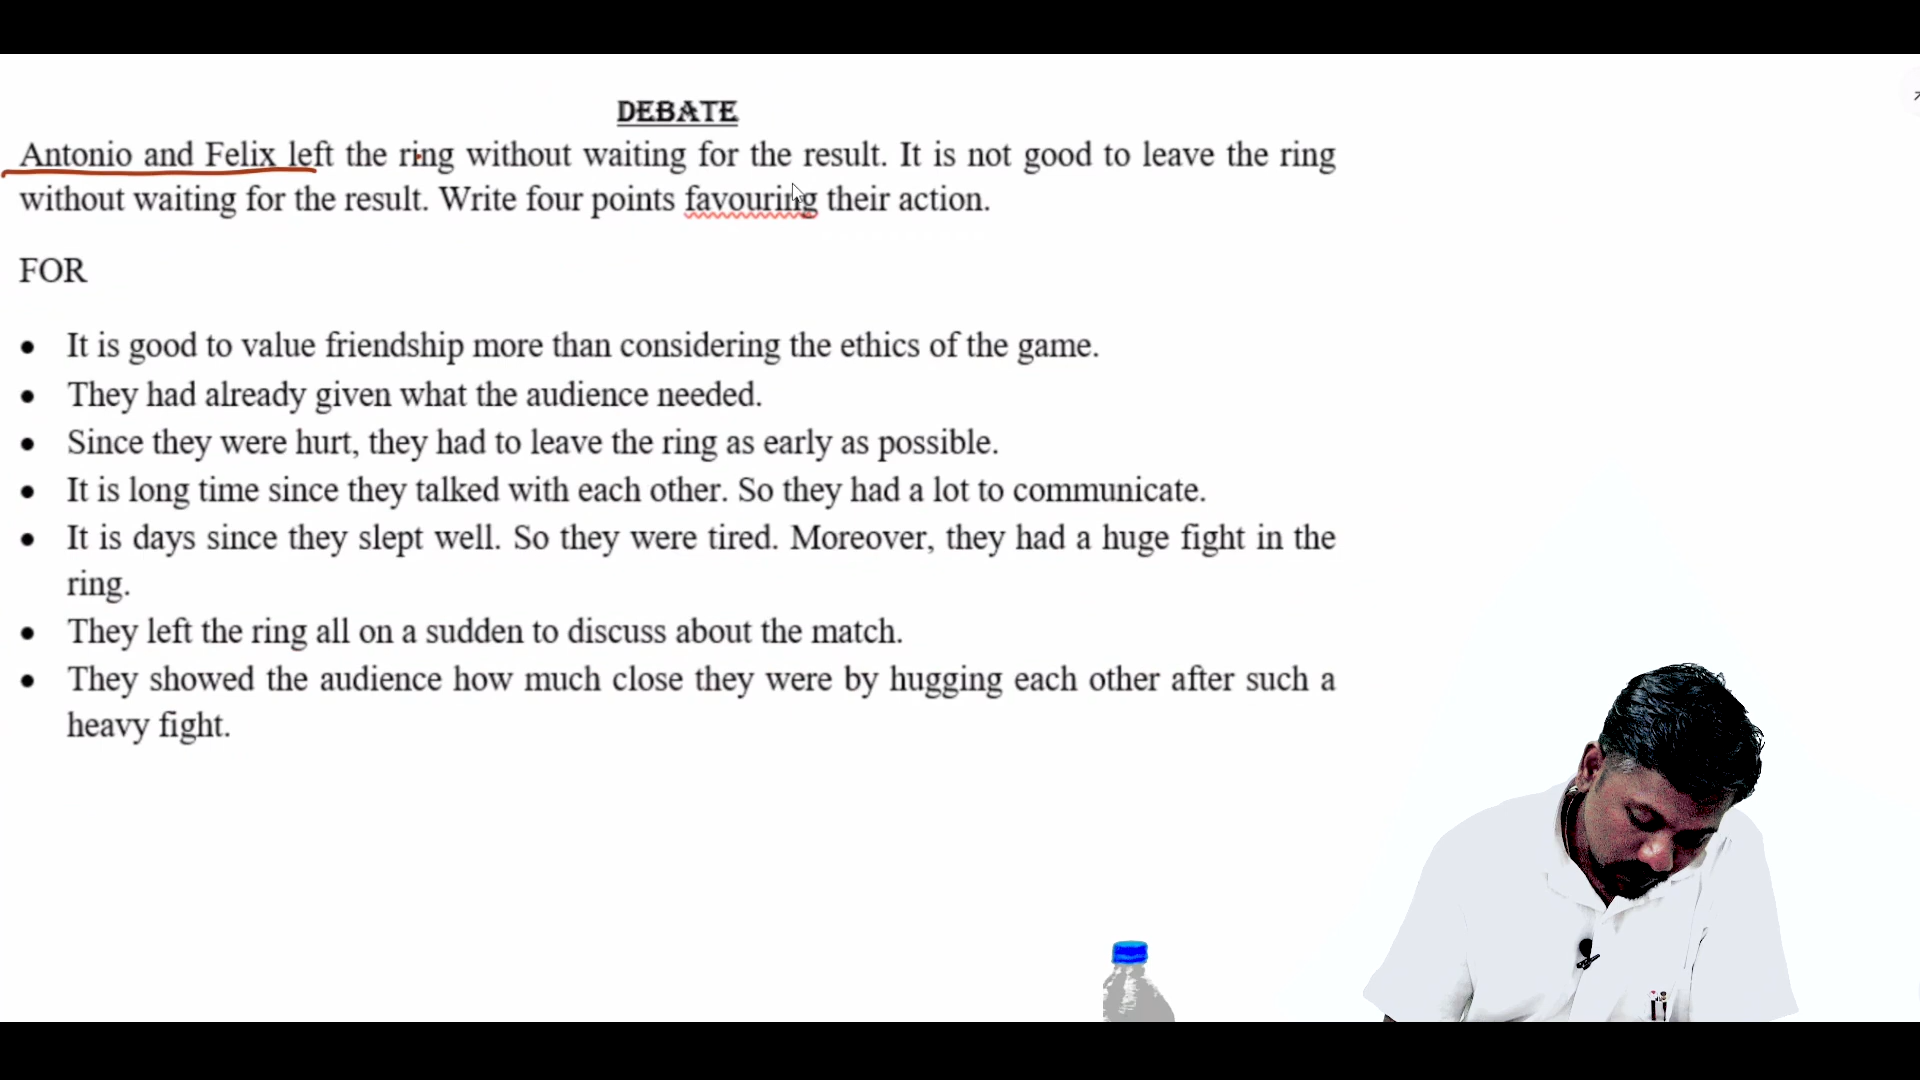 DEBATE
Antonio and Felix left the ring without waiting for the result. It is not good to leave the ring
without waiting for the result. Write four points favouring their action.
FOR
• It is good to value friendship more than considering the ethics of the game.
• They had already given what the audience needed.
• Since they were hurt, they had to leave the ring as early as possible.
• It is long time since they talked with each other. So they had a lot to communicate.
• It is days since they slept well. So they were tired. Moreover, they had a huge fight in the
ring.
• They left the ring all on a sudden to discuss about the match.
• They showed the audience how much close they were by hugging each other after such a
heavy fight.